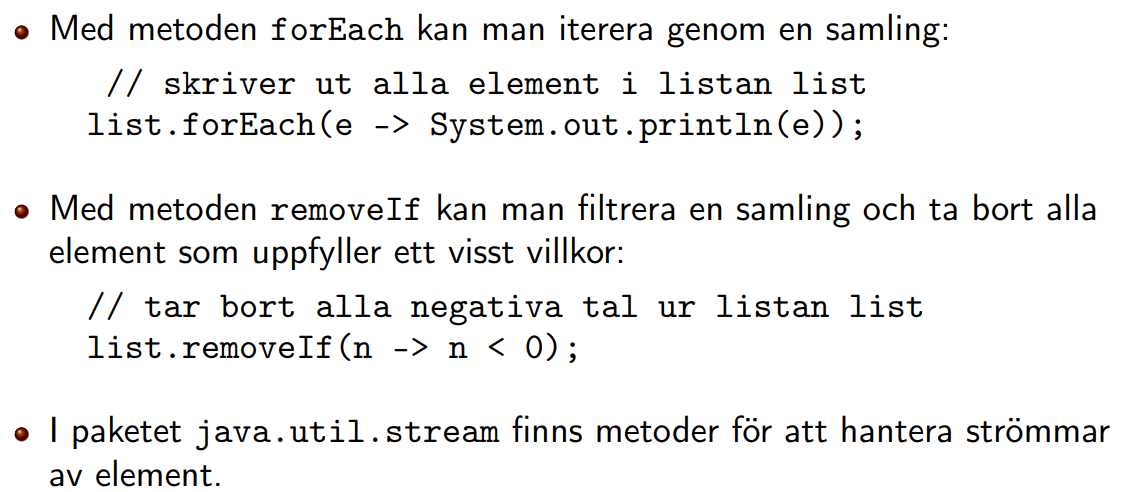 Med metoden forEach kan man iterera genom en samling:
// skriver ut alla element i listan list
list.forEach(e -> System.out.println(e));
Med metoden removeIf kan man filtrera en samling och ta bort alla
element som uppfyller ett visst villkor:
// tar bort alla negativa tal ur listan list
list.removeIf(n -> n < 0);
I paketet java.util.stream finns metoder för att hantera strömmar
av element.